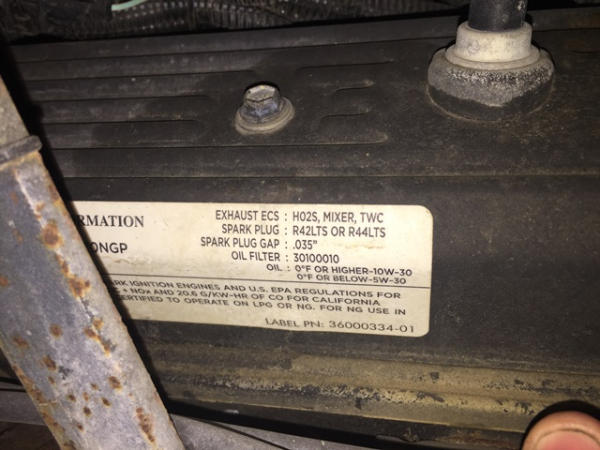 RMATION
0NGP
EXHAUST ECS : HO2S, MIXER, TWC
SPARK PLUG : R42LTS OR R44LTS
SPARK PLUG GAP : .035"
OIL FILTER : 30100010
OIL : 0°F OR HIGHER-10W-30
0°F OR BELOW-5W-30
RK IGNITION ENGINES AND U.S. EPA REGULATIONS FOR
C + NOx AND 20.6 G/KW-HR OF CO FOR CALIFORNIA
CERTIFIED TO OPERATE ON LPG OR NG. FOR NG USE IN
LABEL PN: 36000334-01